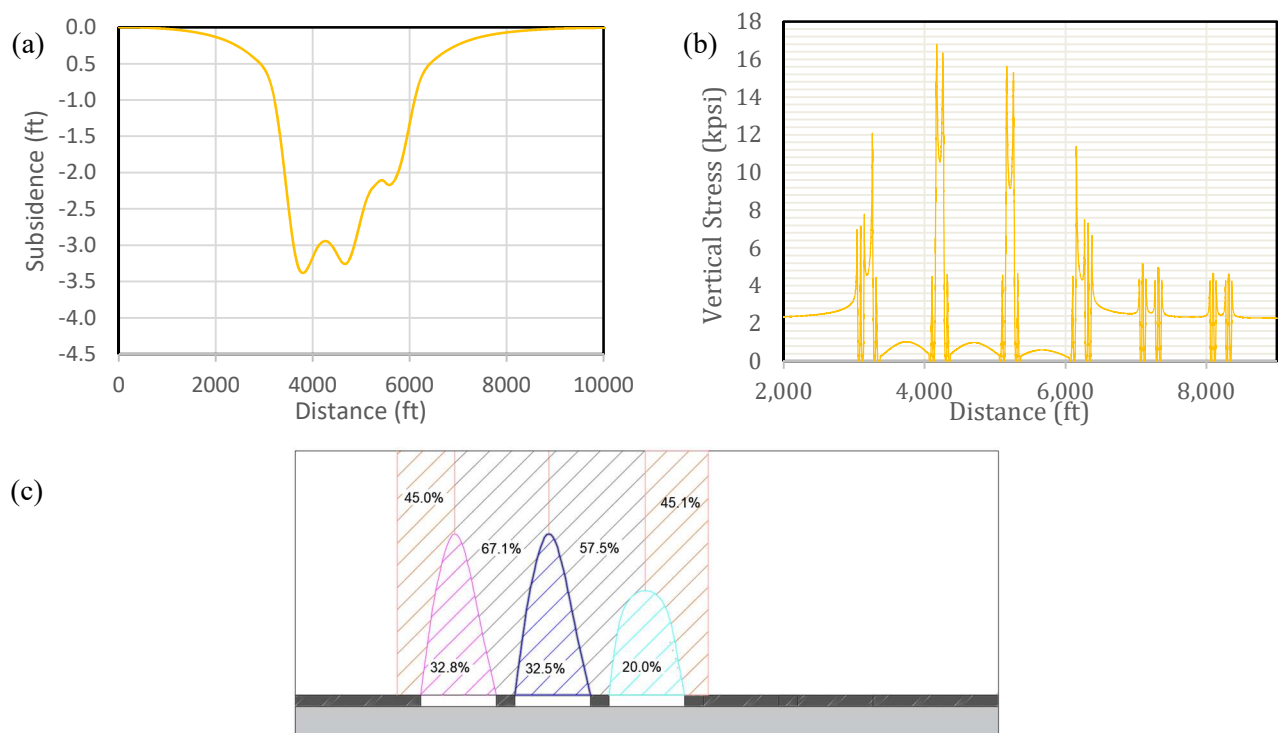 (a)
0.0
0.5
-1.0
-1.5
-2.0
-2.5
-3.0
-3.5
-4.0
-4.5
Subsidence (ft)
0 2000 4000 6000 8000 10000
Distance (ft)
(b)
18
16
14
12
10
8
6
4
2
0
Vertical Stress (kpsi)
2,000 4,000 6,000 8,000
Distance (ft)
(c)
45.0% 45.1%
67.1% 57.5%
32.8% 32.5% 20.0%